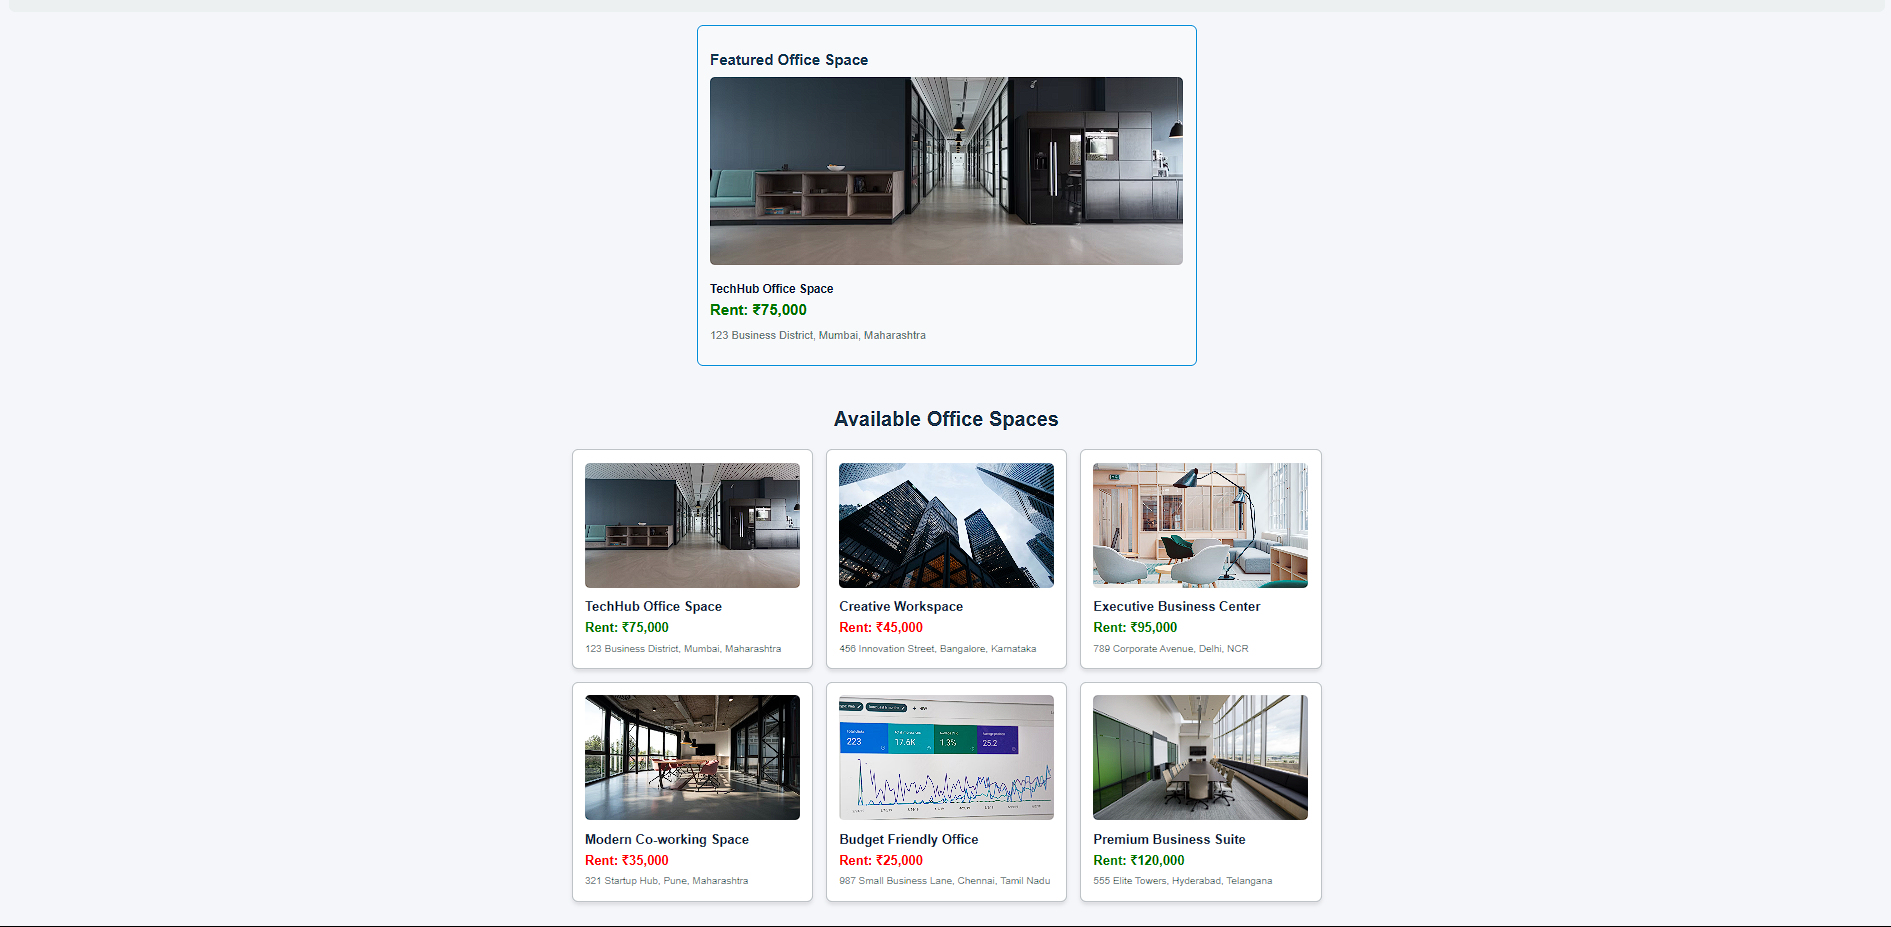 Featured Office Space
TechHub Office Space
Rent: ₹75,000
123 Business District, Mumbai, Maharashtra
Available Office Spaces
TechHub Office Space
Rent: ₹75,000
123 Business District, Mumbai, Maharashtra
Creative Workspace
Rent: ₹45,000
456 Innovation Street, Bangalore, Karnataka
Executive Business Center
Rent: ₹95,000
789 Corporate Avenue, Delhi, NCR
Modern Co-working Space
Rent: ₹35,000
321 Startup Hub, Pune, Maharashtra
223
17.6K
1.3%
25.2
Budget Friendly Office
Rent: ₹25,000
987 Small Business Lane, Chennai, Tamil Nadu
Premium Business Suite
Rent: ₹120,000
555 Elite Towers, Hyderabad, Telangana